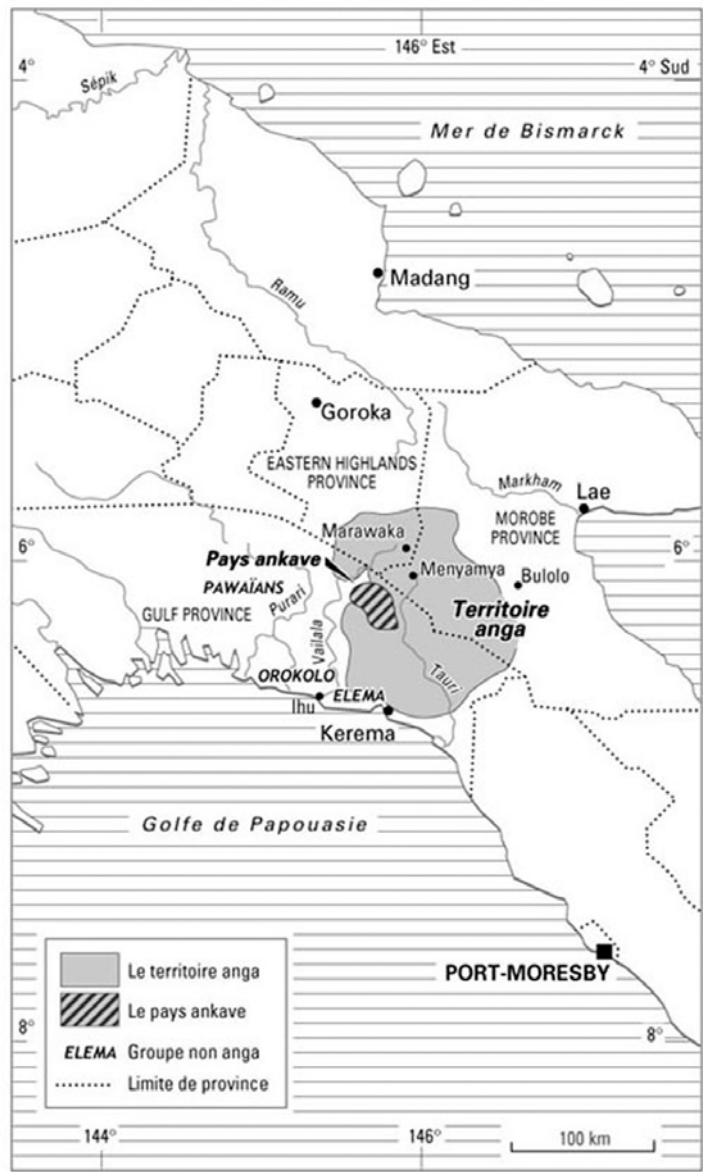 146° Est
4°
4° Sud
Sépik
Mer de Bismarck
Madang
Ramu
Goroka
EASTERN HIGHLANDS
PROVINCE
Markham
Lae
MOROBE
PROVINCE
Marawaka
6°
6°
Pays ankave
Menyamya
Bulolo
PAWAÏANS
Purari
GULF PROVINCE
Territoire
anga
Vailala
Tauri
OROKOLO
ELEMA
Ihu
Kerema
Golfe de Papouasie
PORT-MORESBY
Le territoire anga
Le pays ankave
ELEMA Groupe non anga
Limite de province
8°
8°
144°
146°
100 km